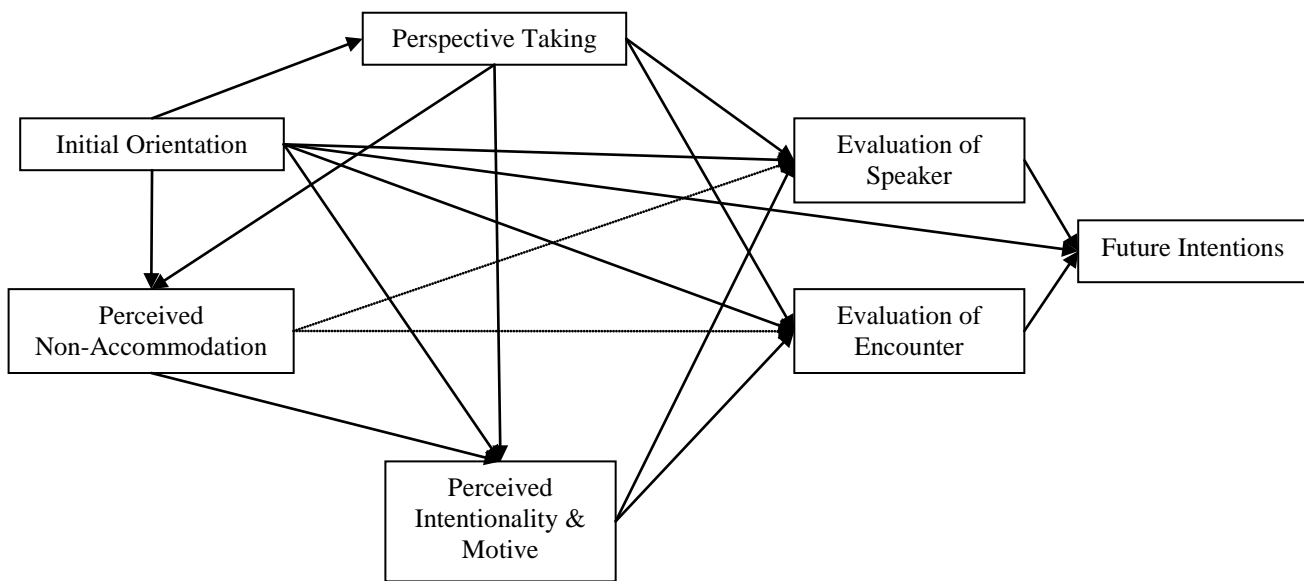 Perspective Taking
Initial Orientation
Evaluation of
Speaker
Future Intentions
Perceived
Non-Accommodation
Evaluation of
Encounter
Perceived
Intentionality &
Motive